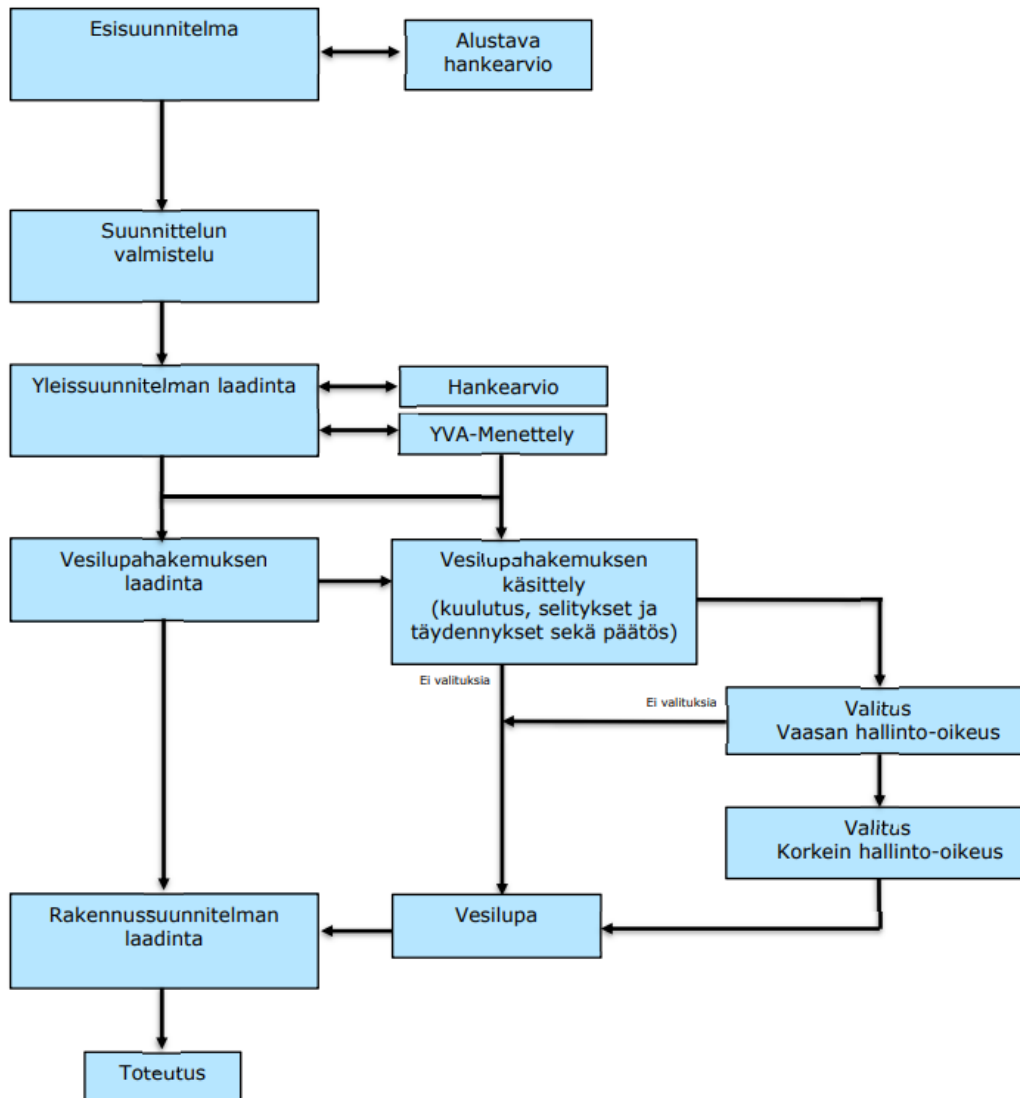 Esisuunnitelma
Alustava
hankearvio
Suunnittelun
valmistelu
Yleissuunnitelman laadinta
Hankearvio
YVA-Menettely
Vesilupahakemuksen
laadinta
Vesilupahakemuksen
käsittely
(kuulutus, selitykset ja
täydennykset sekä päätös)
Ei valituksia
Ei valituksia
Valitus
Vaasan hallinto-oikeus
Valitus
Korkein hallinto-oikeus
Rakennussuunnitelman
laadinta
Vesilupa
Toteutus